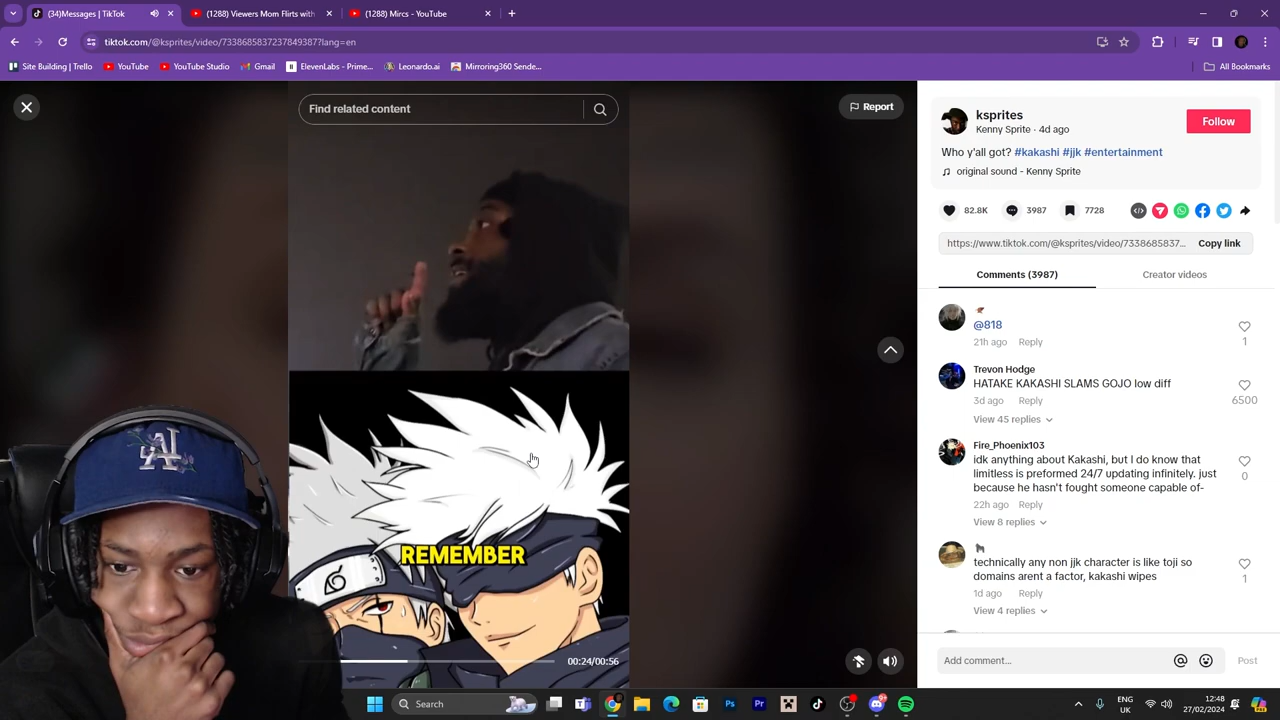 (34)Messages | TikTok
(1288) Viewers Mom Flirts with
(1288) Mircs - YouTube
tiktok.com/@ksprites/video/7338685837237849387?lang=en
Site Building | Trello
YouTube
YouTube Studio
Gmail
ElevenLabs - Prime...
Leonardo.ai
Mirroring360 Sende...
All Bookmarks
Find related content
Report
REMEMBER
00:24/00:56
ksprites
Kenny Sprite · 4d ago
Follow
Who y'all got? #kakashi #jjk #entertainment
original sound - Kenny Sprite
82.8K
3987
7728
https://www.tiktok.com/@ksprites/video/7338685837...
Copy link
Comments (3987)
Creator videos
@818
21h ago Reply
1
Trevon Hodge
HATAKE KAKASHI SLAMS GOJO low diff
3d ago Reply
6500
View 45 replies
Fire_Phoenix103
idk anything about Kakashi, but I do know that
limitless is preformed 24/7 updating infinitely. just
because he hasn't fought someone capable of-
22h ago Reply
0
View 8 replies
technically any non jjk character is like toji so
domains arent a factor, kakashi wipes
1d ago Reply
1
View 4 replies
Add comment...
Post
Search
ENG
UK
12:48
27/02/2024